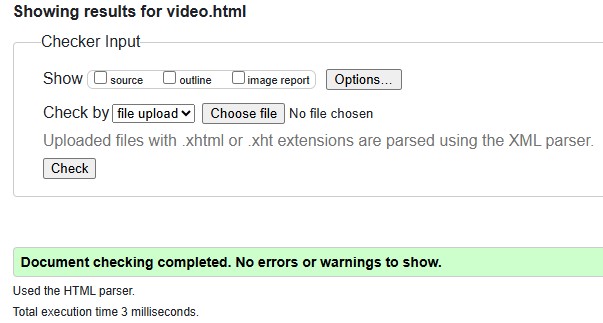 Showing results for video.html
Checker Input
Show source outline image report Options...
Check by file upload Choose file No file chosen
Uploaded files with .xhtml or .xht extensions are parsed using the XML parser.
Check
Document checking completed. No errors or warnings to show.
Used the HTML parser.
Total execution time 3 milliseconds.